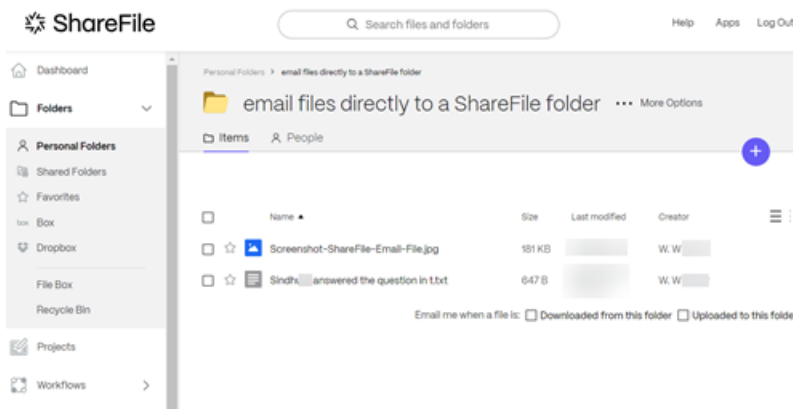 ShareFile
Search files and folders
Help Apps Log Out
Dashboard
Folders
Personal Folders
Shared Folders
Favorites
box Box
Dropbox
File Box
Recycle Bin
Projects
Workflows
Personal Folders > email files directly to a ShareFile folder
email files directly to a ShareFile folder ••• More Options
Items People
Name Size Last modified Creator
Screenshot-ShareFile-Email-File.jpg 181 KB W. W
Sindhu answered the question in t.txt 647 B W. W
Email me when a file is: Downloaded from this folder Uploaded to this folde